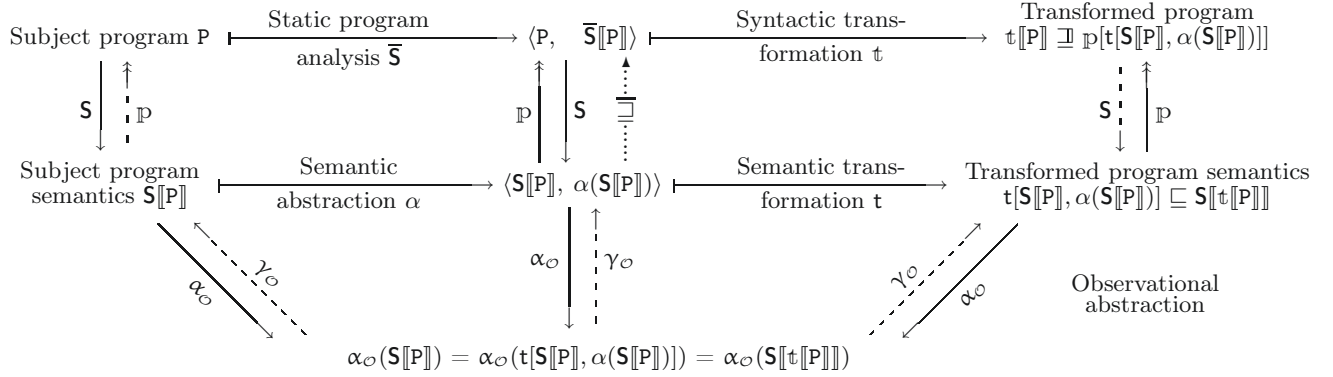 Subject program P
Static program
analysis S̅
⟨P, S̅⟦P⟧⟩
Syntactic trans-
formation 𝕥
Transformed program
𝕥⟦P⟧ ⊒ 𝕡[t[S⟦P⟧, α(S⟦P⟧)]]
S
𝕡
𝕡
S
⊑
S
𝕡
Subject program
semantics S⟦P⟧
Semantic
abstraction α
⟨S⟦P⟧, α(S⟦P⟧)⟩
Semantic trans-
formation t
Transformed program semantics
t[S⟦P⟧, α(S⟦P⟧)] ⊑ S⟦𝕥⟦P⟧⟧
α𝒪
γ𝒪
α𝒪
γ𝒪
γ𝒪
α𝒪
Observational
abstraction
α𝒪(S⟦P⟧) = α𝒪(t[S⟦P⟧, α(S⟦P⟧)]) = α𝒪(S⟦𝕥⟦P⟧⟧)